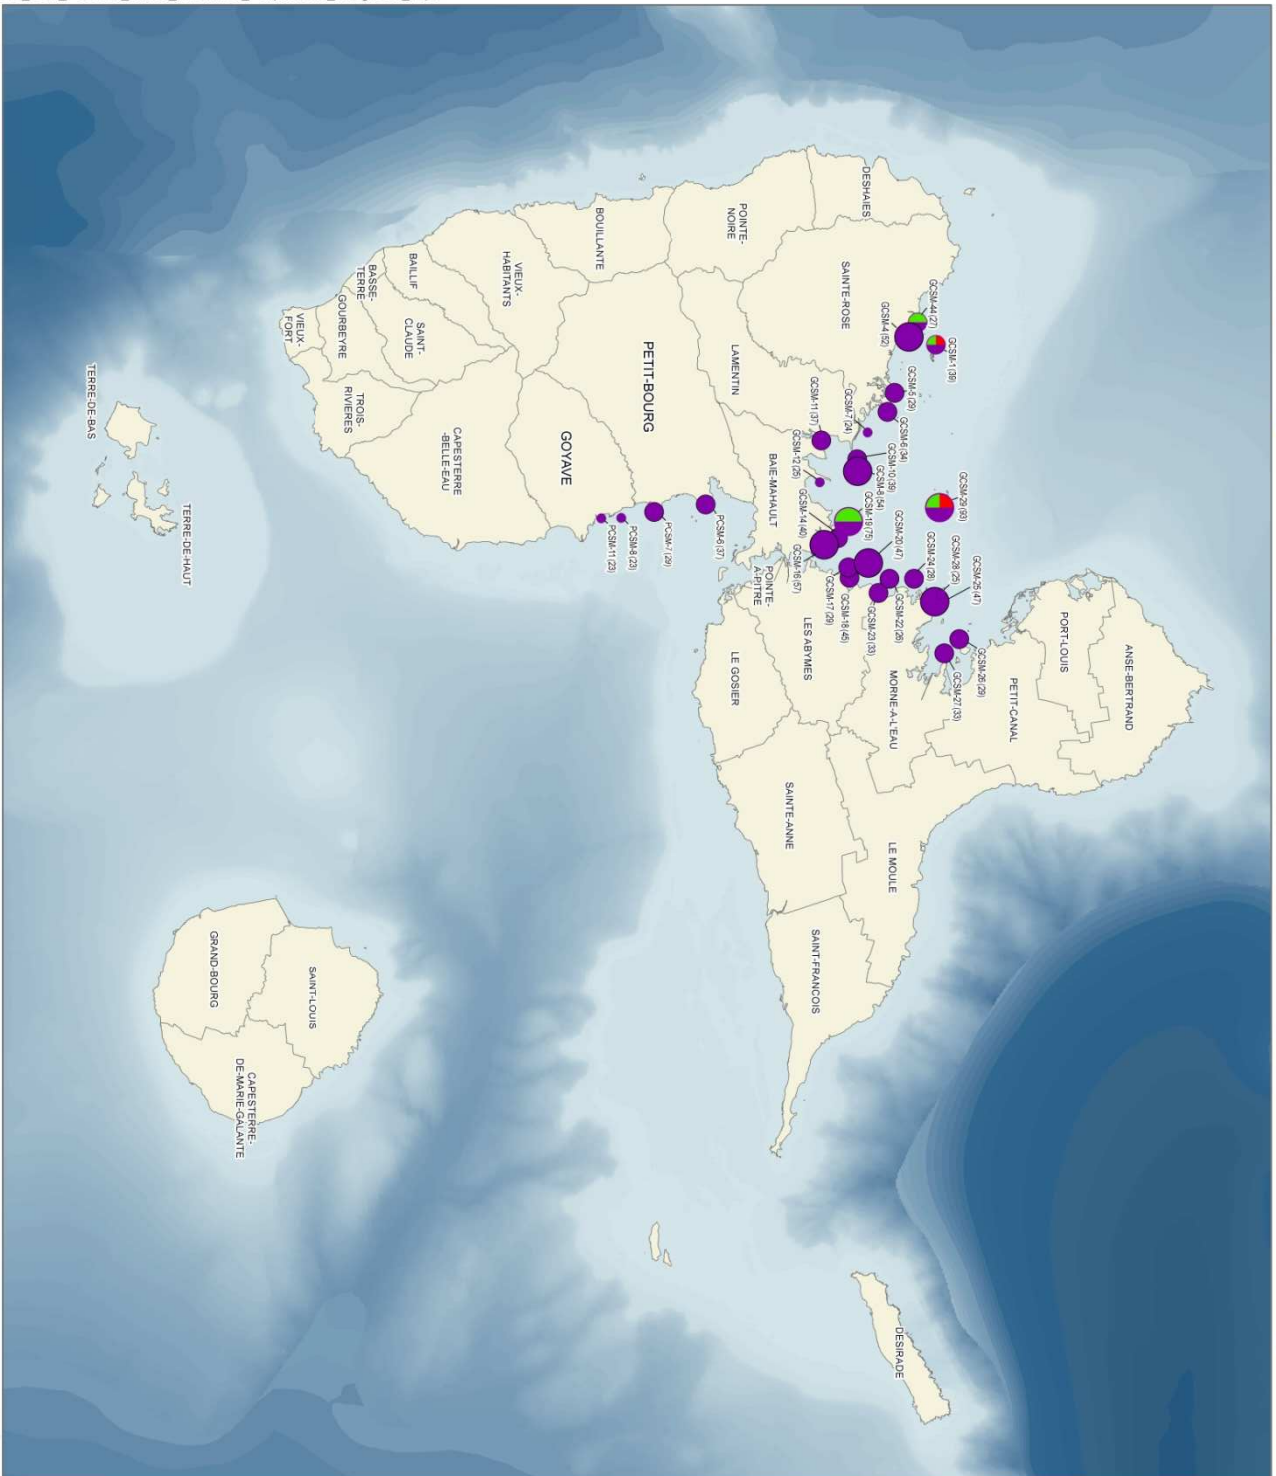 ANSE-BERTRAND
PORT-LOUIS
PETIT-CANAL
GCSM-25 (47)
GCSM-28 (25)
GCSM-24 (28)
GCSM-26 (29)
GCSM-27 (33)
GCSM-29 (93)
GCSM-1 (39)
GCSM-44 (27)
GCSM-4 (52)
GCSM-5 (29)
GCSM-6 (34)
GCSM-7 (24)
GCSM-10 (39)
GCSM-8 (54)
GCSM-19 (75)
GCSM-20 (47)
GCSM-22 (26)
GCSM-23 (33)
GCSM-18 (45)
GCSM-17 (29)
GCSM-16 (57)
GCSM-14 (40)
GCSM-12 (25)
GCSM-11 (37)
DESHAIES
SAINTE-ROSE
MORNE-A-L'EAU
LE MOULE
LES ABYMES
SAINT-FRANCOIS
SAINTE-ANNE
DESIRADE
POINTE-
NOIRE
LAMENTIN
BAIE-MAHAULT
POINTE-
A-PITRE
LE GOSIER
PCSM-6 (37)
PCSM-7 (29)
PCSM-8 (23)
PCSM-11 (23)
PETIT-BOURG
BOUILLANTE
GOYAVE
VIEUX-
HABITANTS
CAPESTERRE
-BELLE-EAU
BAILLIF
SAINT-
CLAUDE
BASSE-
TERRE
GOURBEYRE
TROIS-
RIVIERES
VIEUX-
FORT
TERRE-DE-HAUT
TERRE-DE-BAS
SAINT-LOUIS
GRAND-BOURG
CAPESTERRE-
DE-MARIE-GALANTE